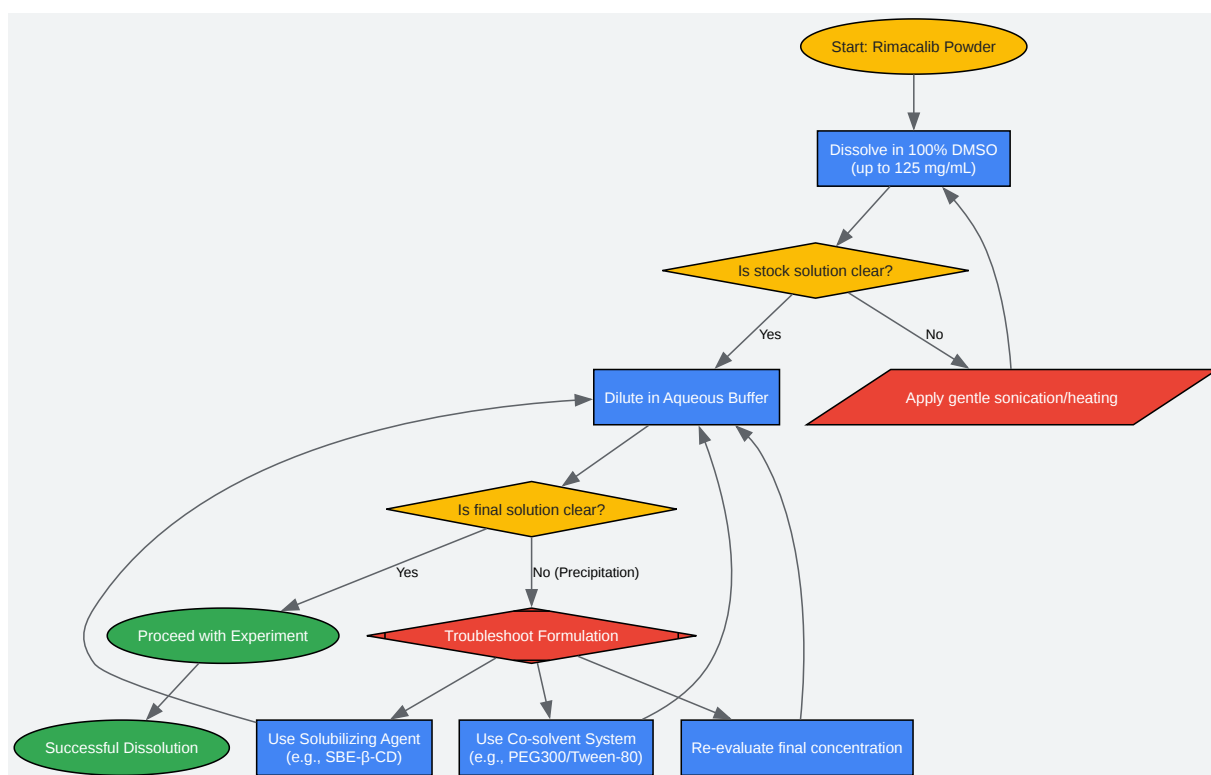 Start: Rimacalib Powder
Dissolve in 100% DMSO
(up to 125 mg/mL)
Is stock solution clear?
Yes
No
Dilute in Aqueous Buffer
Apply gentle sonication/heating
Is final solution clear?
Yes
No (Precipitation)
Proceed with Experiment
Troubleshoot Formulation
Successful Dissolution
Use Solubilizing Agent
(e.g., SBE-β-CD)
Use Co-solvent System
(e.g., PEG300/Tween-80)
Re-evaluate final concentration